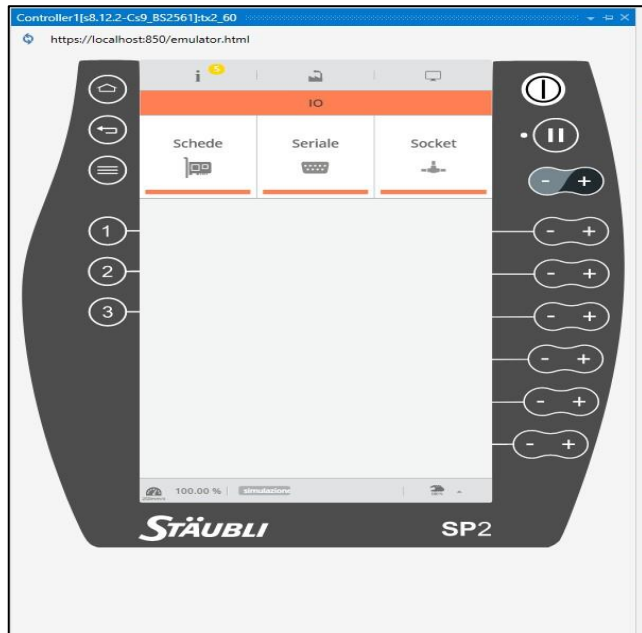 Controller1[s8.12.2-Cs9_BS2561]:tx2_60
https://localhost:850/emulator.html
i 5
IO
Schede Seriale Socket
1
2
3
- +
- +
- +
- +
- +
- +
- +
100.00 % simulazione
STÄUBLI SP2